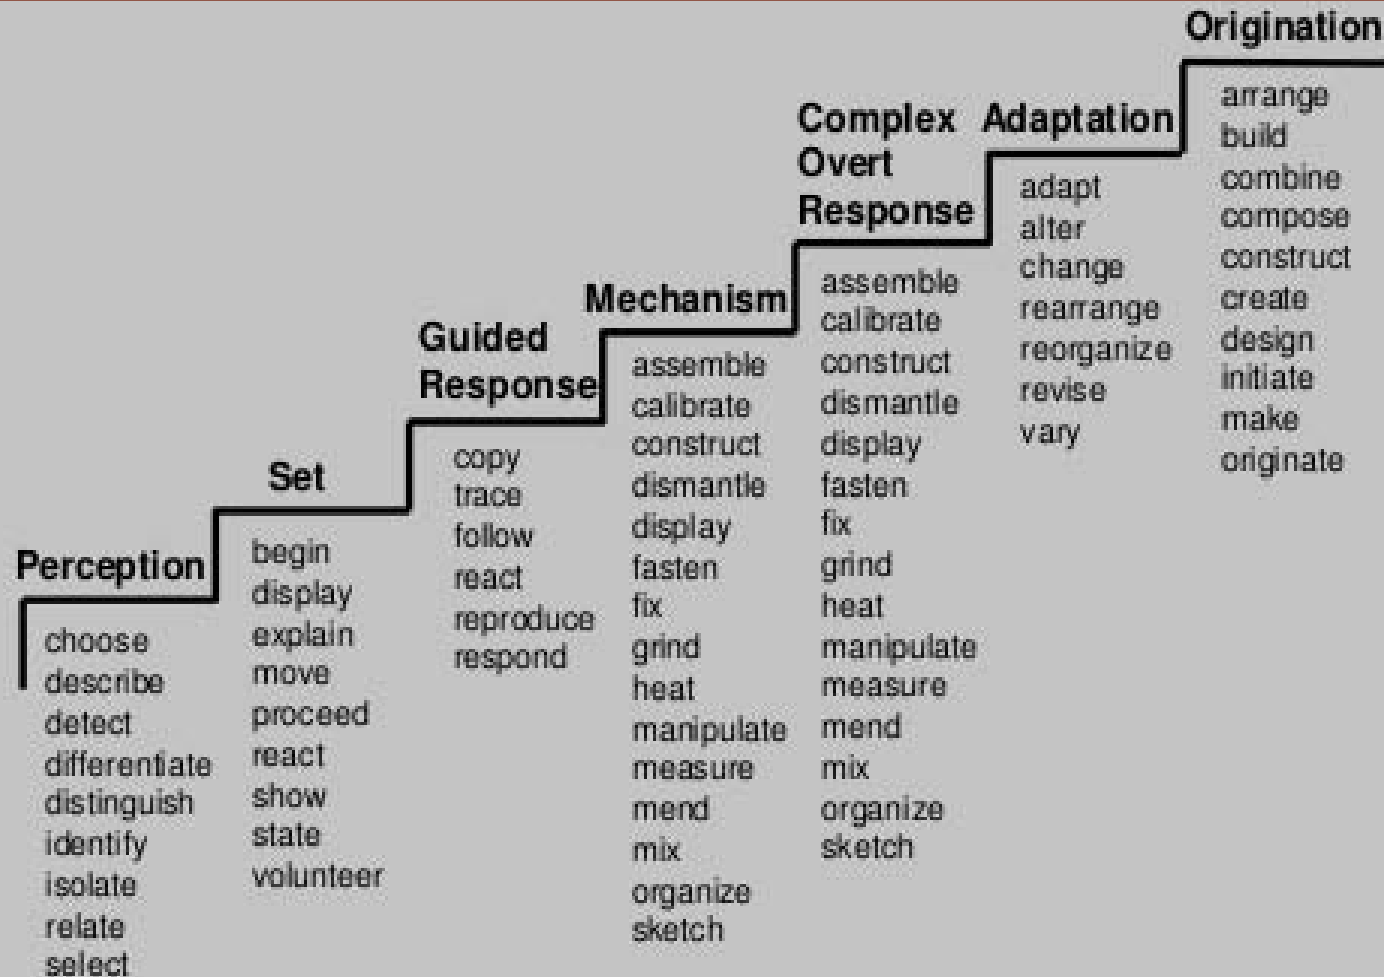 Perception
choose
describe
detect
differentiate
distinguish
identify
isolate
relate
select
Set
begin
display
explain
move
proceed
react
show
state
volunteer
Guided
Response
copy
trace
follow
react
reproduce
respond
Mechanism
assemble
calibrate
construct
dismantle
display
fasten
fix
grind
heat
manipulate
measure
mend
mix
organize
sketch
Complex
Overt
Response
assemble
calibrate
construct
dismantle
display
fasten
fix
grind
heat
manipulate
measure
mend
mix
organize
sketch
Adaptation
adapt
alter
change
rearrange
reorganize
revise
vary
Origination
arrange
build
combine
compose
construct
create
design
initiate
make
originate